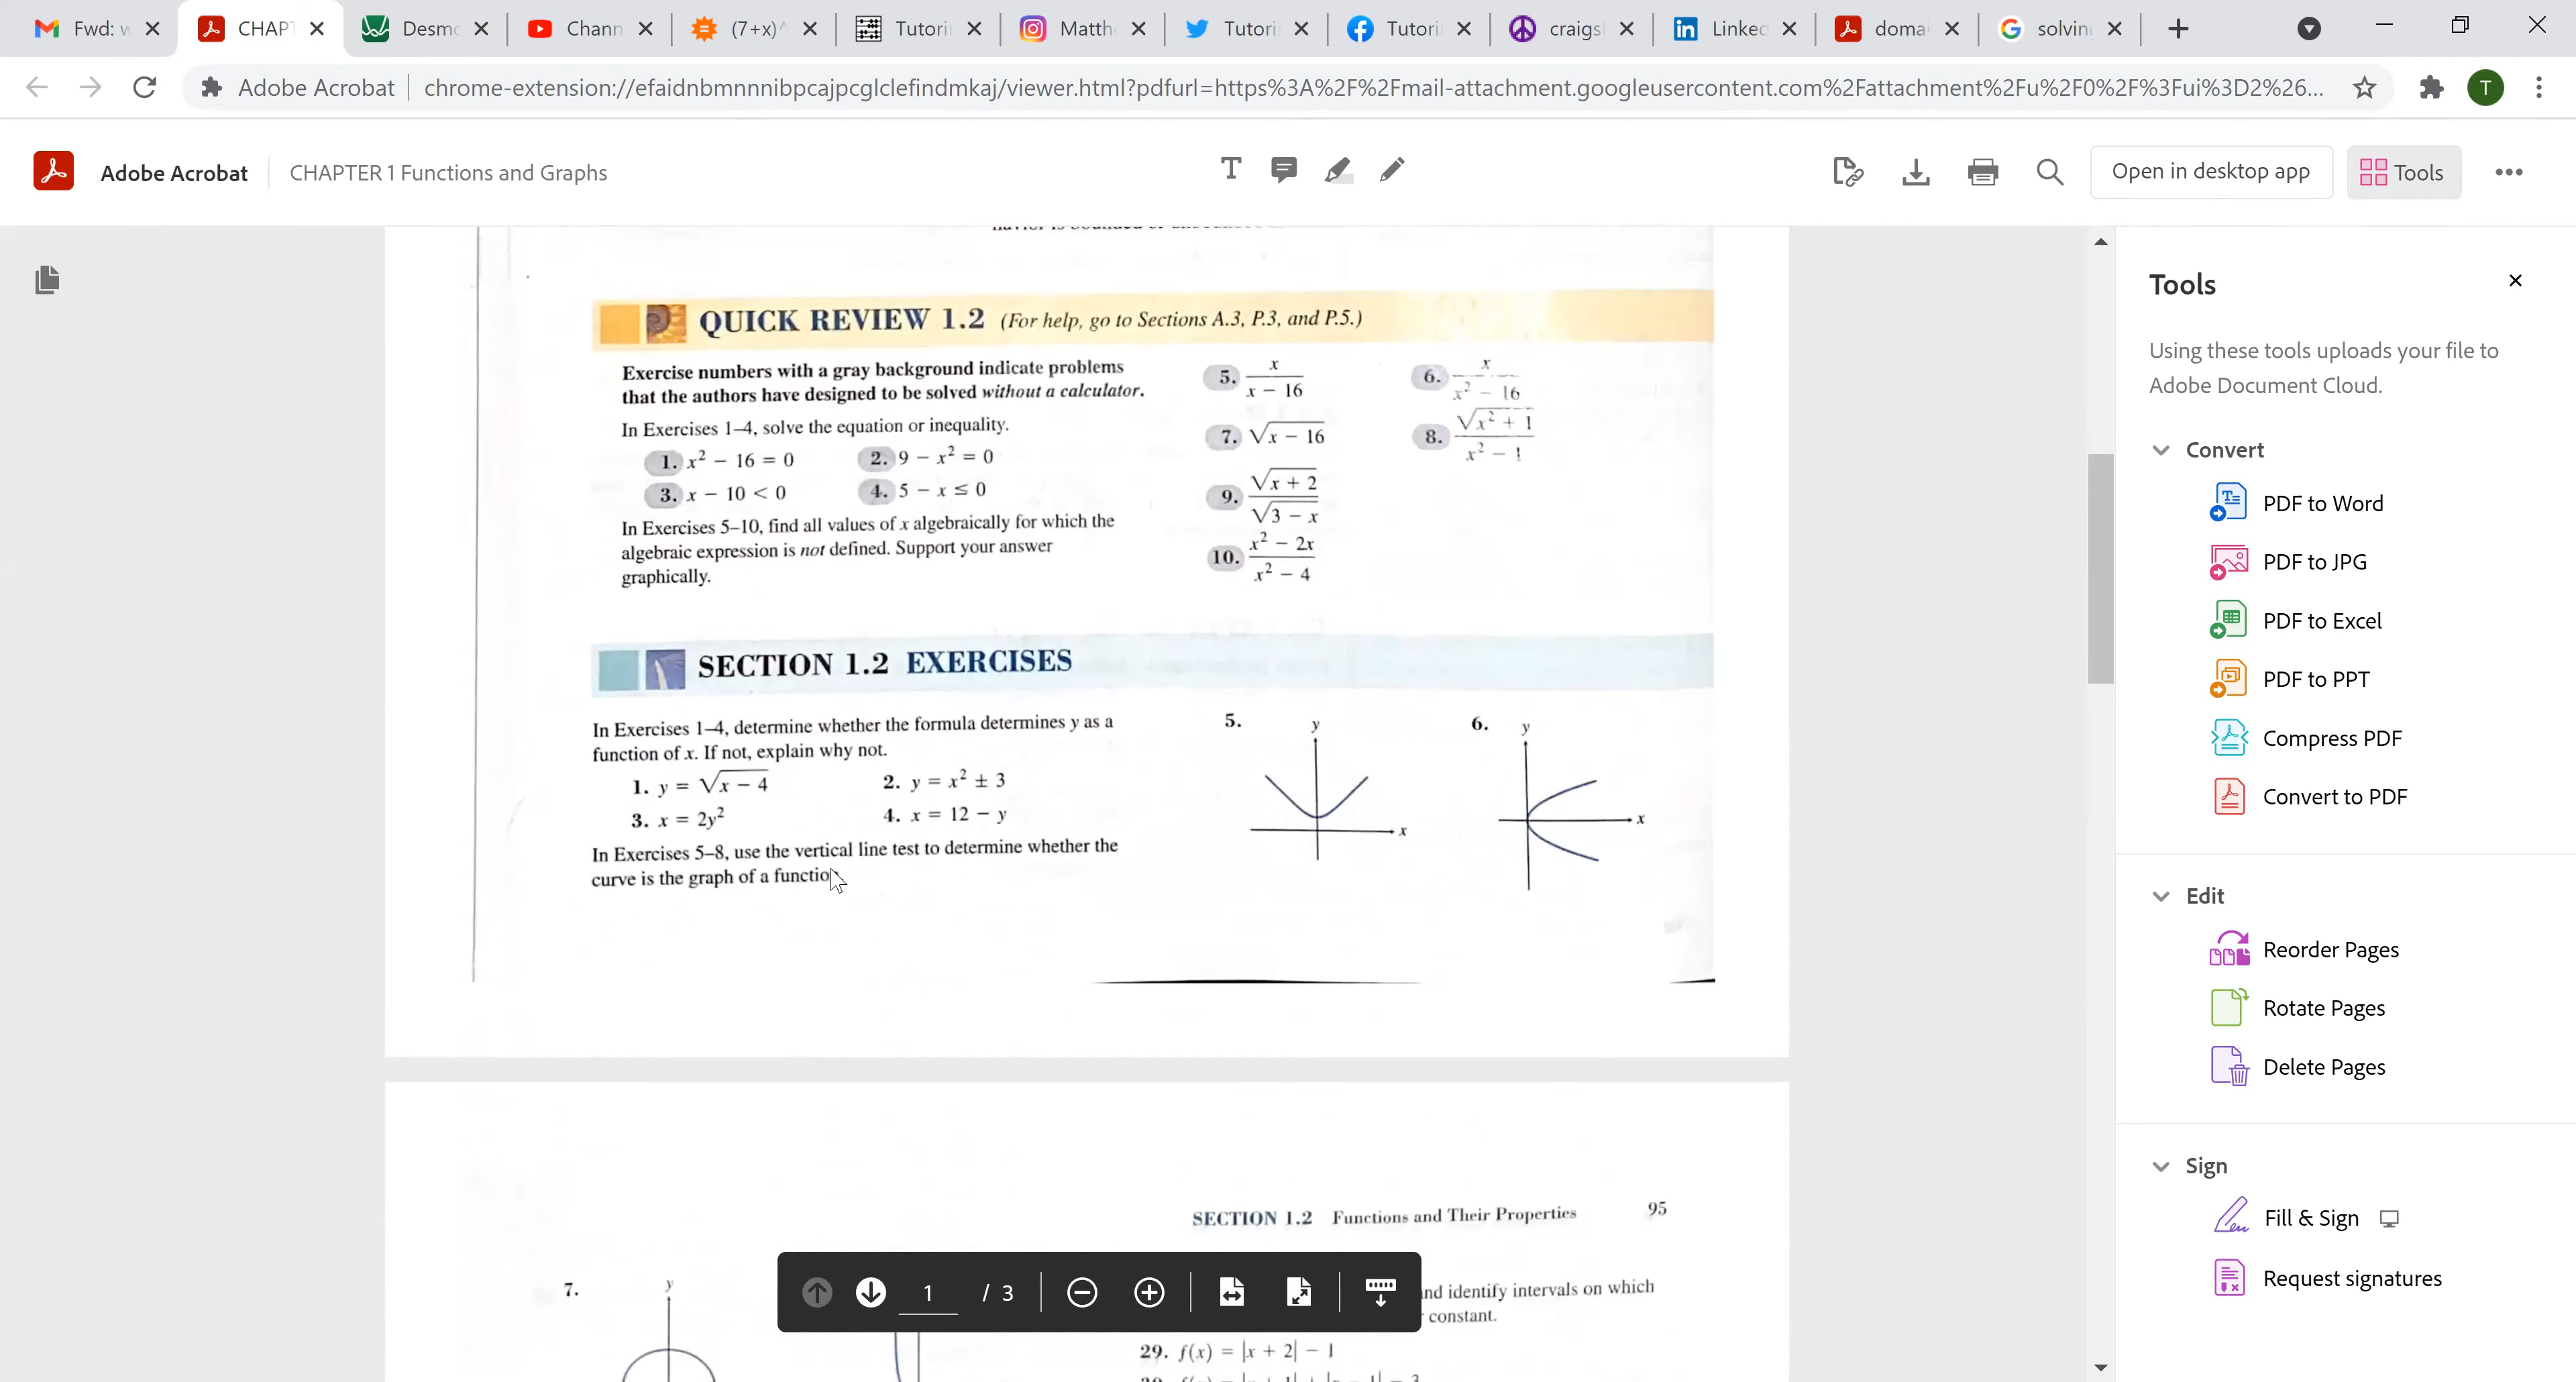 Fwd: w
CHAPT
Desmo
Chann
(7+x)^
Tutori
Matth
Tutori
Tutori
craigs
Linked
domai
solvin
Adobe Acrobat
chrome-extension://efaidnbmnnnibpcajpcglclefindmkaj/viewer.html?pdfurl=https%3A%2F%2Fmail-attachment.googleusercontent.com%2Fattachment%2Fu%2F0%2F%3Fui%3D2%26...
T
Adobe Acrobat
CHAPTER 1 Functions and Graphs
Open in desktop app
Tools
QUICK REVIEW 1.2 (For help, go to Sections A.3, P.3, and P.5.)
Exercise numbers with a gray background indicate problems
that the authors have designed to be solved without a calculator.
In Exercises 1–4, solve the equation or inequality.
1. x² − 16 = 0
2. 9 − x² = 0
3. x − 10 < 0
4. 5 − x ≤ 0
In Exercises 5–10, find all values of x algebraically for which the
algebraic expression is not defined. Support your answer
graphically.
5. x / (x − 16)
6. x / (x² − 16)
7. √(x − 16)
8. √(x² + 1) / (x² − 1)
9. √(x + 2) / √(3 − x)
10. (x² − 2x) / (x² − 4)
SECTION 1.2 EXERCISES
In Exercises 1–4, determine whether the formula determines y as a
function of x. If not, explain why not.
1. y = √(x − 4)
2. y = x² ± 3
3. x = 2y²
4. x = 12 − y
In Exercises 5–8, use the vertical line test to determine whether the
curve is the graph of a functio
5.
y
x
6.
y
x
SECTION 1.2 Functions and Their Properties 95
7.
y
nd identify intervals on which
constant.
29. f(x) = |x + 2| − 1
1 / 3
Tools
Using these tools uploads your file to
Adobe Document Cloud.
Convert
PDF to Word
PDF to JPG
PDF to Excel
PDF to PPT
Compress PDF
Convert to PDF
Edit
Reorder Pages
Rotate Pages
Delete Pages
Sign
Fill & Sign
Request signatures